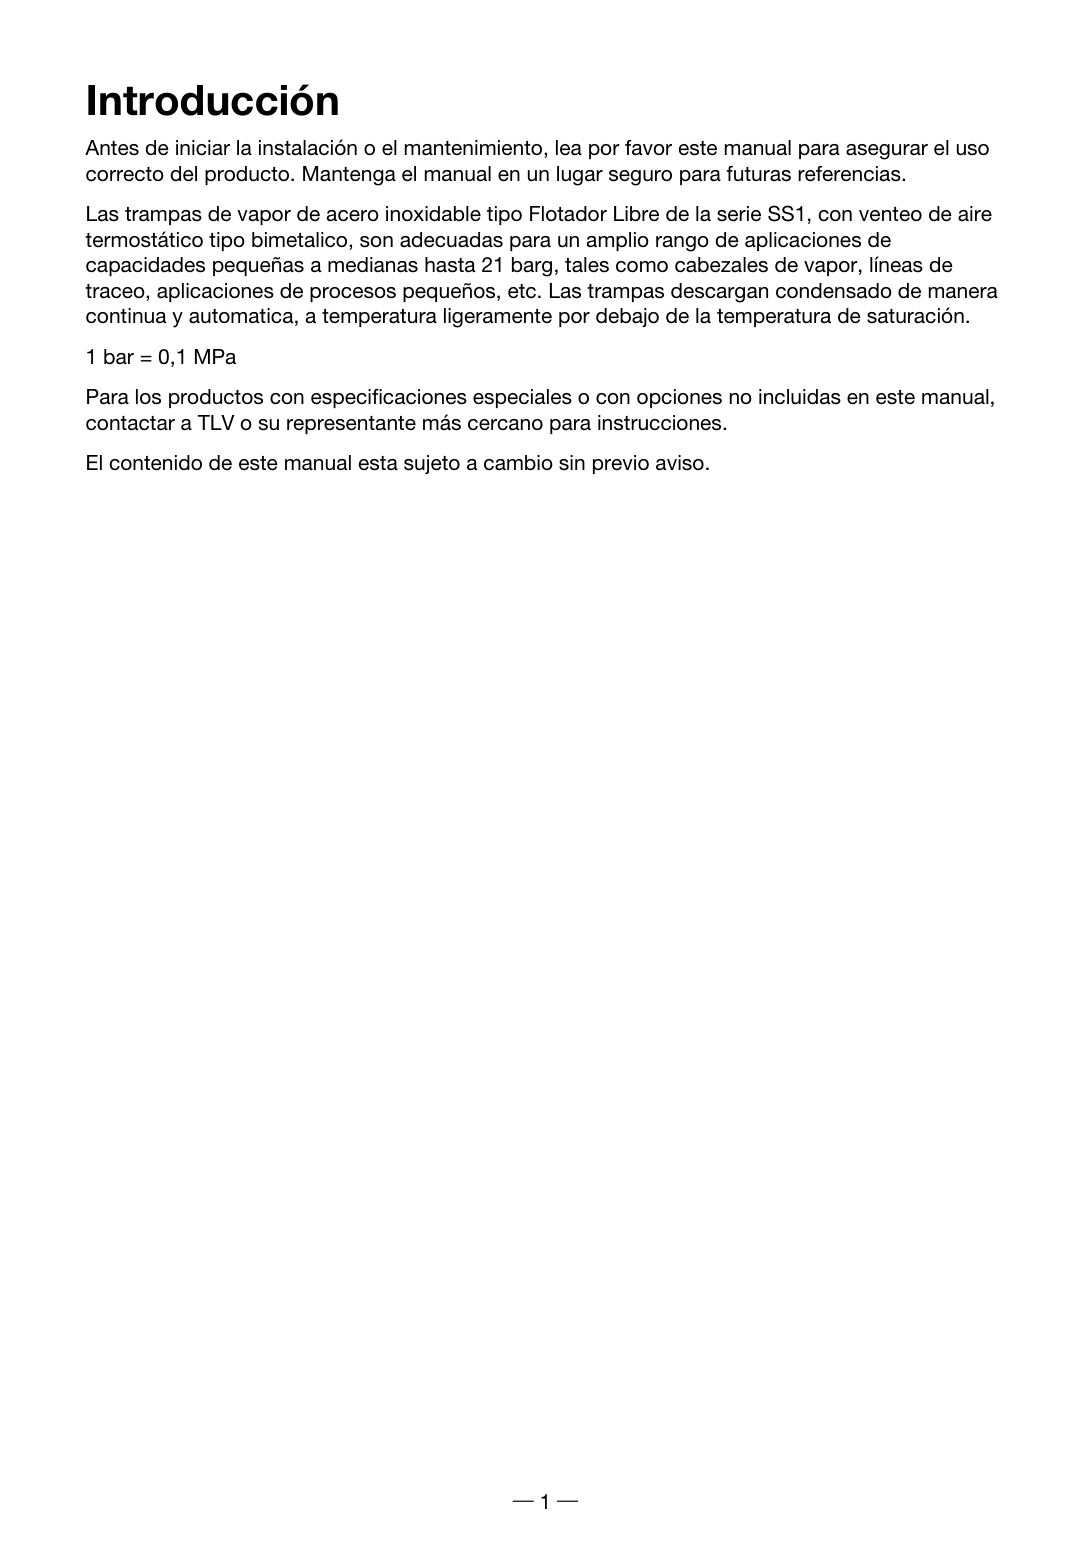 Introducción
Antes de iniciar la instalación o el mantenimiento, lea por favor este manual para asegurar el uso
correcto del producto. Mantenga el manual en un lugar seguro para futuras referencias.
Las trampas de vapor de acero inoxidable tipo Flotador Libre de la serie SS1, con venteo de aire
termostático tipo bimetalico, son adecuadas para un amplio rango de aplicaciones de
capacidades pequeñas a medianas hasta 21 barg, tales como cabezales de vapor, líneas de
traceo, aplicaciones de procesos pequeños, etc. Las trampas descargan condensado de manera
continua y automatica, a temperatura ligeramente por debajo de la temperatura de saturación.
1 bar = 0,1 MPa
Para los productos con especificaciones especiales o con opciones no incluidas en este manual,
contactar a TLV o su representante más cercano para instrucciones.
El contenido de este manual esta sujeto a cambio sin previo aviso.
— 1 —